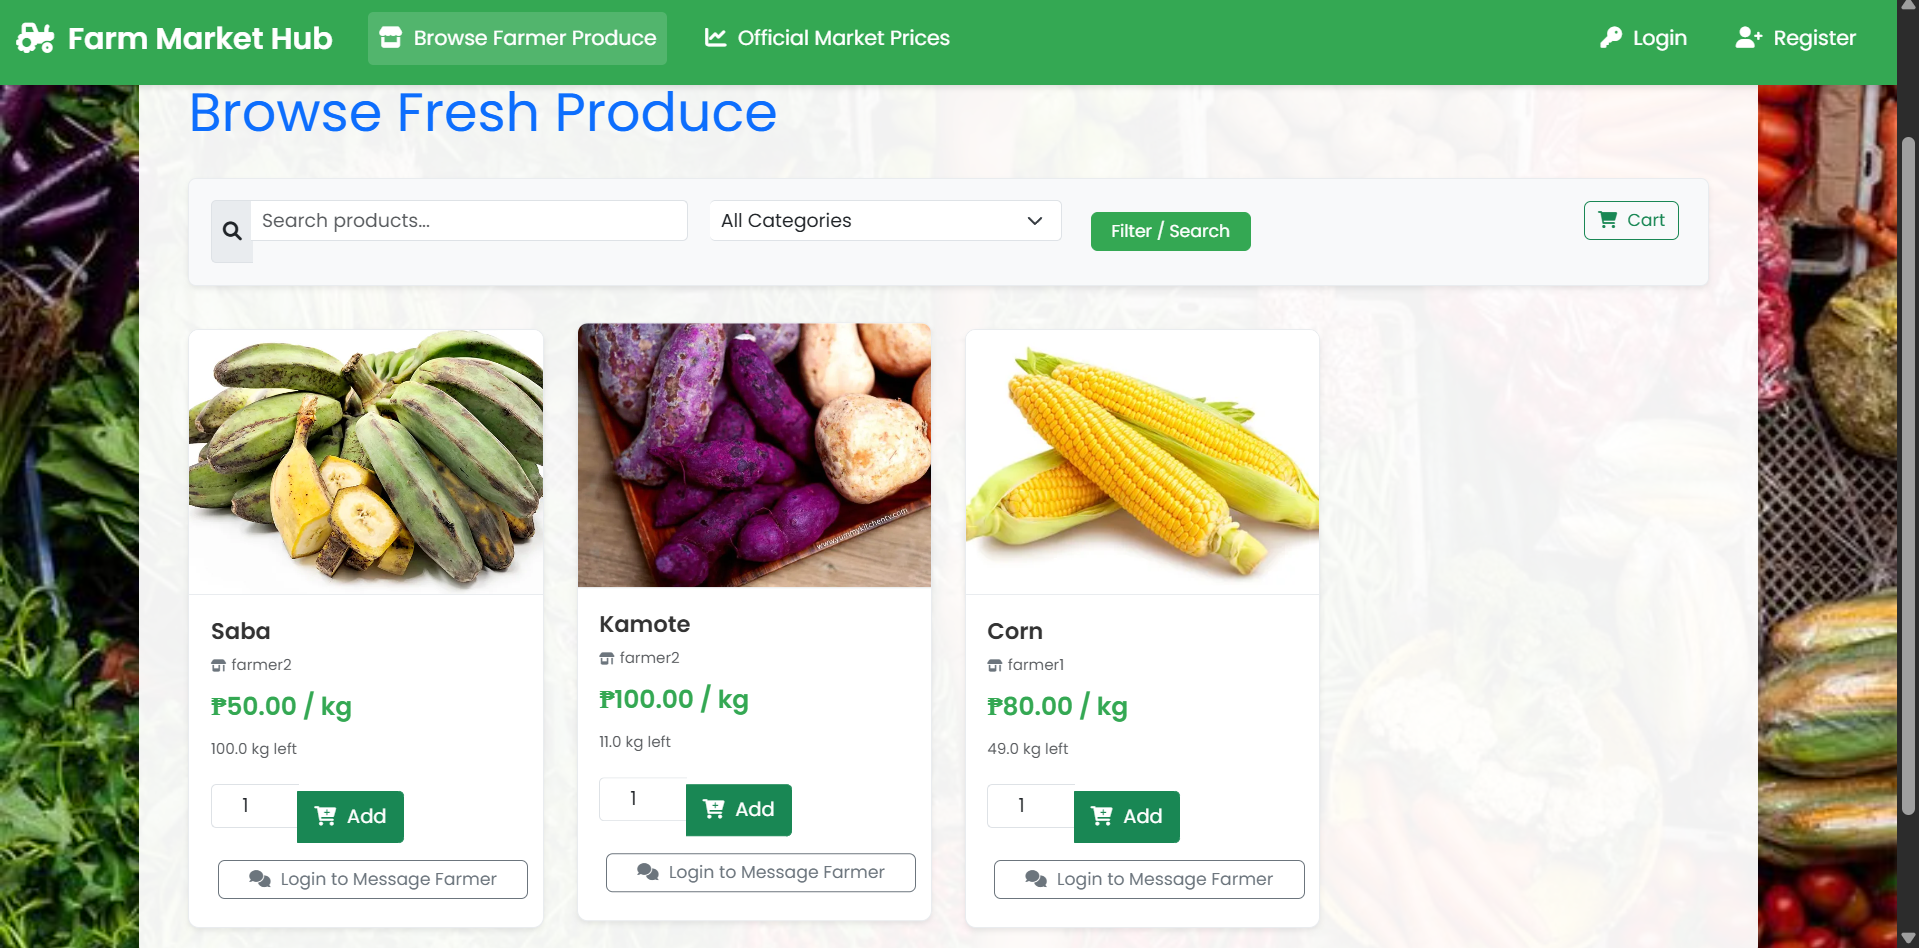 Farm Market Hub
Browse Farmer Produce
Official Market Prices
Login
Register
Browse Fresh Produce
Search products...
All Categories
Filter / Search
Cart
www.yummykitchentv.com
Saba
farmer2
₱50.00 / kg
100.0 kg left
1
Add
Login to Message Farmer
Kamote
farmer2
₱100.00 / kg
11.0 kg left
1
Add
Login to Message Farmer
Corn
farmer1
₱80.00 / kg
49.0 kg left
1
Add
Login to Message Farmer